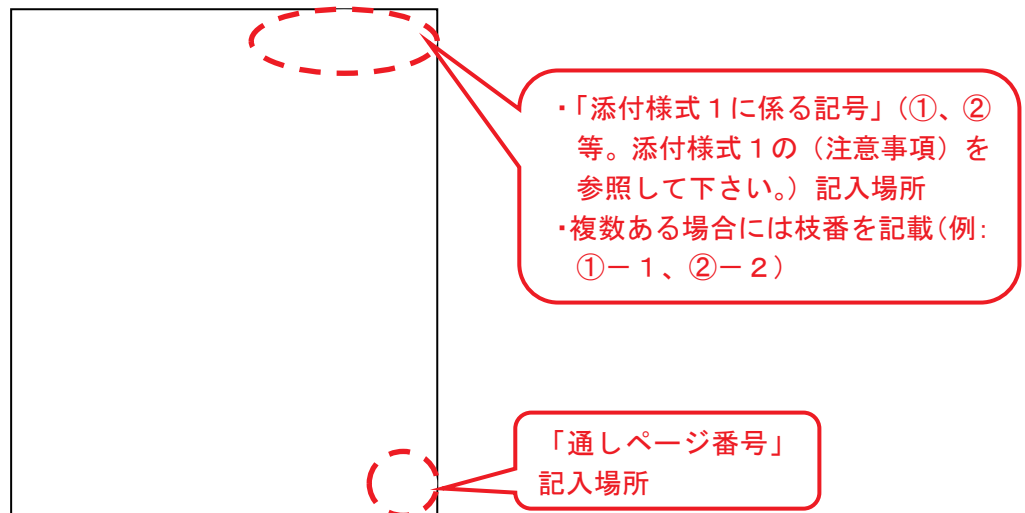 ・「添付様式１に係る記号」（①、②
等。添付様式１の（注意事項）を
参照して下さい。）記入場所
・複数ある場合には枝番を記載（例：
①－１、②－２）
「通しページ番号」
記入場所